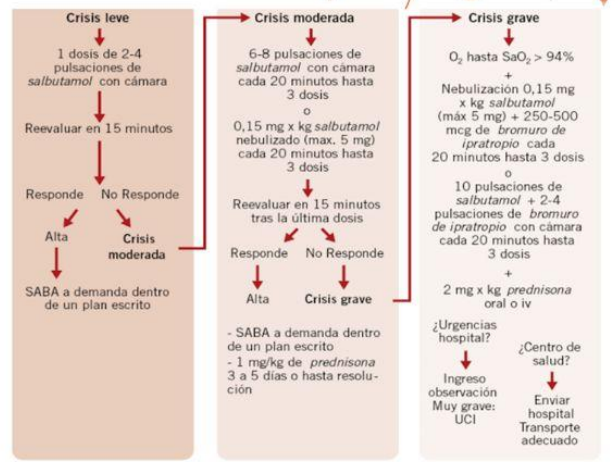 Crisis leve
1 dosis de 2-4
pulsaciones de
salbutamol con cámara
Reevaluar en 15 minutos
Responde No Responde
Alta
Crisis
moderada
SABA a demanda dentro
de un plan escrito
Crisis moderada
6-8 pulsaciones de
salbutamol con cámara
cada 20 minutos hasta
3 dosis
o
0,15 mg x kg salbutamol
nebulizado (max. 5 mg)
cada 20 minutos hasta
3 dosis
Reevaluar en 15 minutos
tras la última dosis
Responde No Responde
Alta Crisis grave
- SABA a demanda dentro
de un plan escrito
- 1 mg/kg de prednisona
3 a 5 días o hasta resolu-
ción
Crisis grave
O₂ hasta SaO₂ > 94%
+
Nebulización 0,15 mg
x kg salbutamol
(máx 5 mg) + 250-500
mcg de bromuro de
ipratropio cada
20 minutos hasta 3 dosis
o
10 pulsaciones de
salbutamol + 2-4
pulsaciones de bromuro
de ipratropio con cámara
cada 20 minutos hasta
3 dosis
+
2 mg x kg prednisona
oral o iv
¿Urgencias
hospital?
Ingreso
observación
Muy grave:
UCI
¿Centro de
salud?
Enviar
hospital
Transporte
adecuado